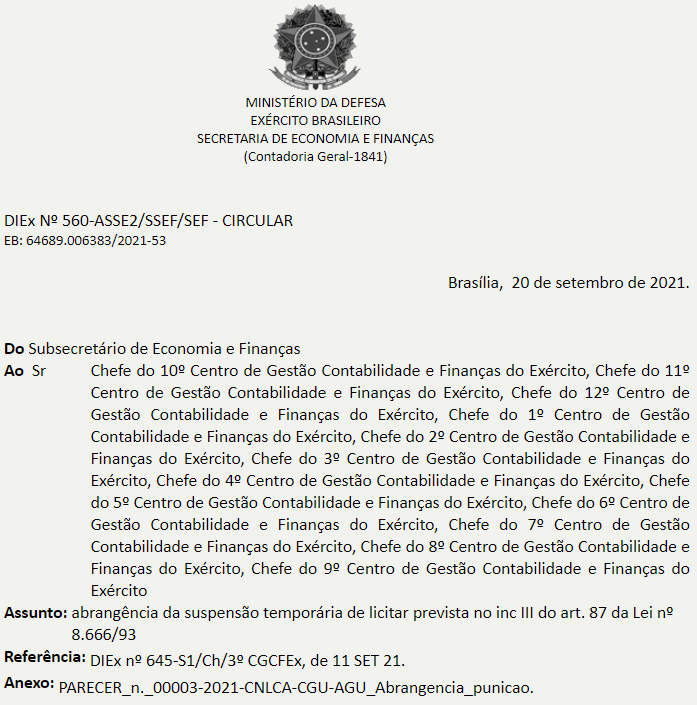 MINISTÉRIO DA DEFESA
EXÉRCITO BRASILEIRO
SECRETARIA DE ECONOMIA E FINANÇAS
(Contadoria Geral-1841)
DIEx Nº 560-ASSE2/SSEF/SEF - CIRCULAR
EB: 64689.006383/2021-53
Brasília, 20 de setembro de 2021.
Do Subsecretário de Economia e Finanças
Ao Sr Chefe do 10º Centro de Gestão Contabilidade e Finanças do Exército, Chefe do 11º
Centro de Gestão Contabilidade e Finanças do Exército, Chefe do 12º Centro de
Gestão Contabilidade e Finanças do Exército, Chefe do 1º Centro de Gestão
Contabilidade e Finanças do Exército, Chefe do 2º Centro de Gestão Contabilidade e
Finanças do Exército, Chefe do 3º Centro de Gestão Contabilidade e Finanças do
Exército, Chefe do 4º Centro de Gestão Contabilidade e Finanças do Exército, Chefe
do 5º Centro de Gestão Contabilidade e Finanças do Exército, Chefe do 6º Centro de
Gestão Contabilidade e Finanças do Exército, Chefe do 7º Centro de Gestão
Contabilidade e Finanças do Exército, Chefe do 8º Centro de Gestão Contabilidade e
Finanças do Exército, Chefe do 9º Centro de Gestão Contabilidade e Finanças do
Exército
Assunto: abrangência da suspensão temporária de licitar prevista no inc III do art. 87 da Lei nº
8.666/93
Referência: DIEx nº 645-S1/Ch/3º CGCFEx, de 11 SET 21.
Anexo: PARECER_n._00003-2021-CNLCA-CGU-AGU_Abrangencia_punicao.